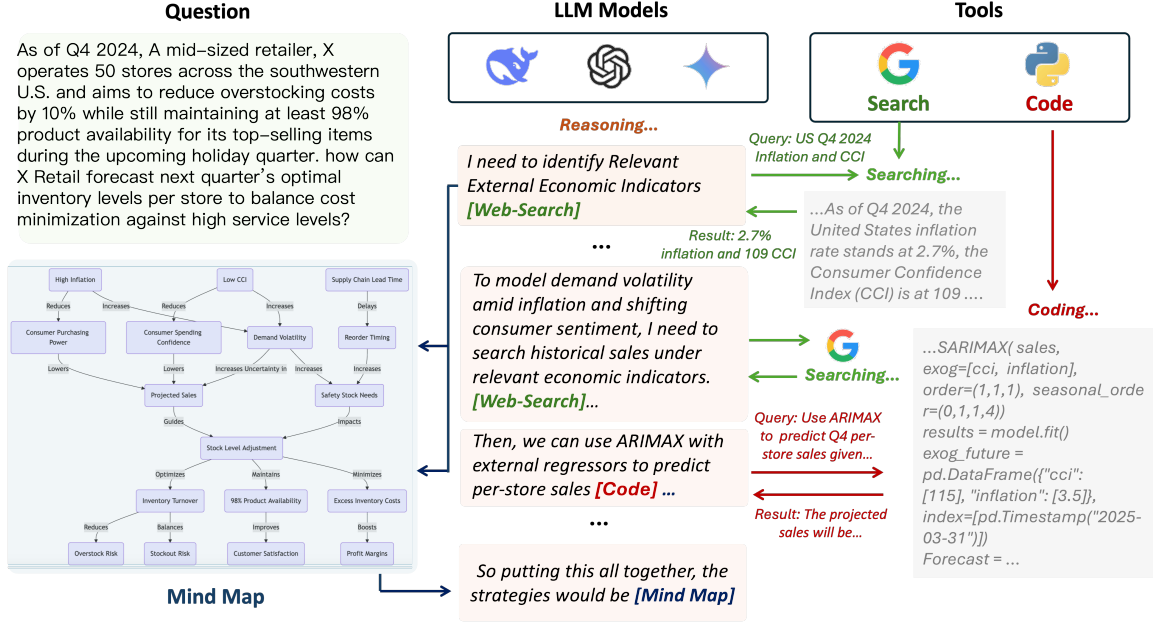 Question
As of Q4 2024, A mid-sized retailer, X
operates 50 stores across the southwestern
U.S. and aims to reduce overstocking costs
by 10% while still maintaining at least 98%
product availability for its top-selling items
during the upcoming holiday quarter. how can
X Retail forecast next quarter's optimal
inventory levels per store to balance cost
minimization against high service levels?
High Inflation
Low CCI
Supply Chain Lead Time
Reduces
Increases
Reduces
Increases
Delays
Consumer Purchasing
Power
Consumer Spending
Confidence
Demand Volatility
Reorder Timing
Lowers
Lowers
Increases Uncertainty In
Increases
Increases
Projected Sales
Safety Stock Needs
Guides
Impacts
Stock Level Adjustment
Optimizes
Maintains
Minimizes
Inventory Turnover
98% Product Availability
Excess Inventory Costs
Reduces
Balances
Improves
Boosts
Overstock Risk
Stockout Risk
Customer Satisfaction
Profit Margins
Mind Map
LLM Models
Reasoning...
I need to identify Relevant
External Economic Indicators
[Web-Search]
...
To model demand volatility
amid inflation and shifting
consumer sentiment, I need to
search historical sales under
relevant economic indicators.
[Web-Search]...
Then, we can use ARIMAX with
external regressors to predict
per-store sales [Code] ...
...
So putting this all together, the
strategies would be [Mind Map]
Tools
Search
Code
Query: US Q4 2024
Inflation and CCI
Searching...
Result: 2.7%
inflation and 109 CCI
...As of Q4 2024, the
United States inflation
rate stands at 2.7%, the
Consumer Confidence
Index (CCI) is at 109 ....
Searching...
Coding...
Query: Use ARIMAX
to predict Q4 per-
store sales given...
Result: The projected
sales will be...
...SARIMAX( sales,
exog=[cci, inflation],
order=(1,1,1), seasonal_orde
r=(0,1,1,4))
results = model.fit()
exog_future =
pd.DataFrame({"cci":
[115], "inflation": [3.5]},
index=[pd.Timestamp("2025-
03-31")])
Forecast = ...